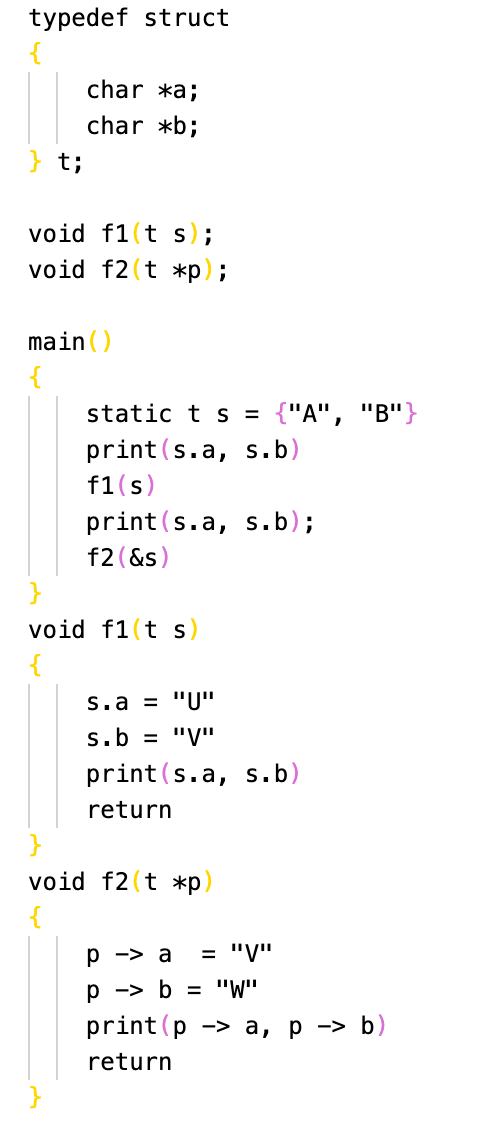 typedef struct
{
    char *a;
    char *b;
} t;

void f1(t s);
void f2(t *p);

main()
{
    static t s = {"A", "B"}
    print(s.a, s.b)
    f1(s)
    print(s.a, s.b);
    f2(&s)
}
void f1(t s)
{
    s.a = "U"
    s.b = "V"
    print(s.a, s.b)
    return
}
void f2(t *p)
{
    p -> a  = "V"
    p -> b = "W"
    print(p -> a, p -> b)
    return
}